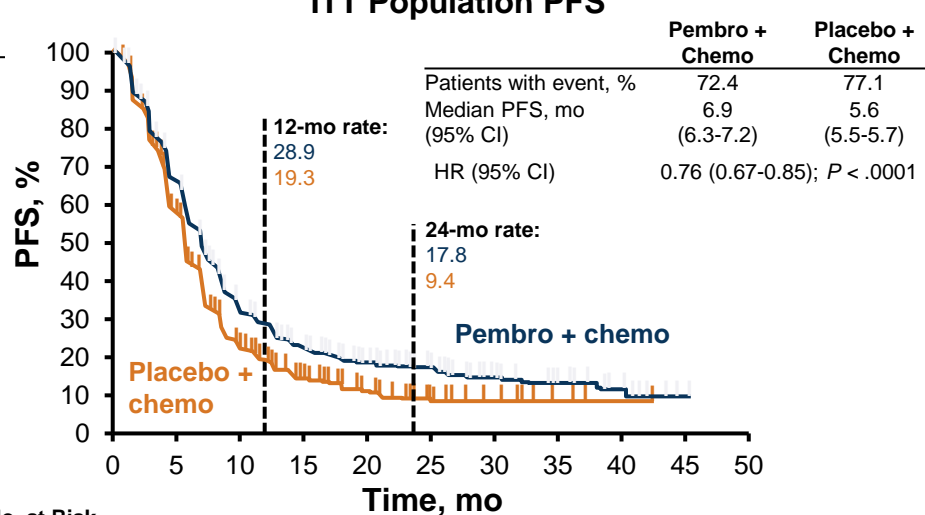 ITT Population PFS
Pembro + Chemo
Placebo + Chemo
Patients with event, % 72.4 77.1
Median PFS, mo 6.9 5.6
(95% CI) (6.3-7.2) (5.5-5.7)
HR (95% CI) 0.76 (0.67-0.85); P < .0001
PFS, %
100
90
80
70
60
50
40
30
20
10
0
12-mo rate:
28.9
19.3
24-mo rate:
17.8
9.4
Pembro + chemo
Placebo +
chemo
0 5 10 15 20 25 30 35 40 45 50
Time, mo
at Risk